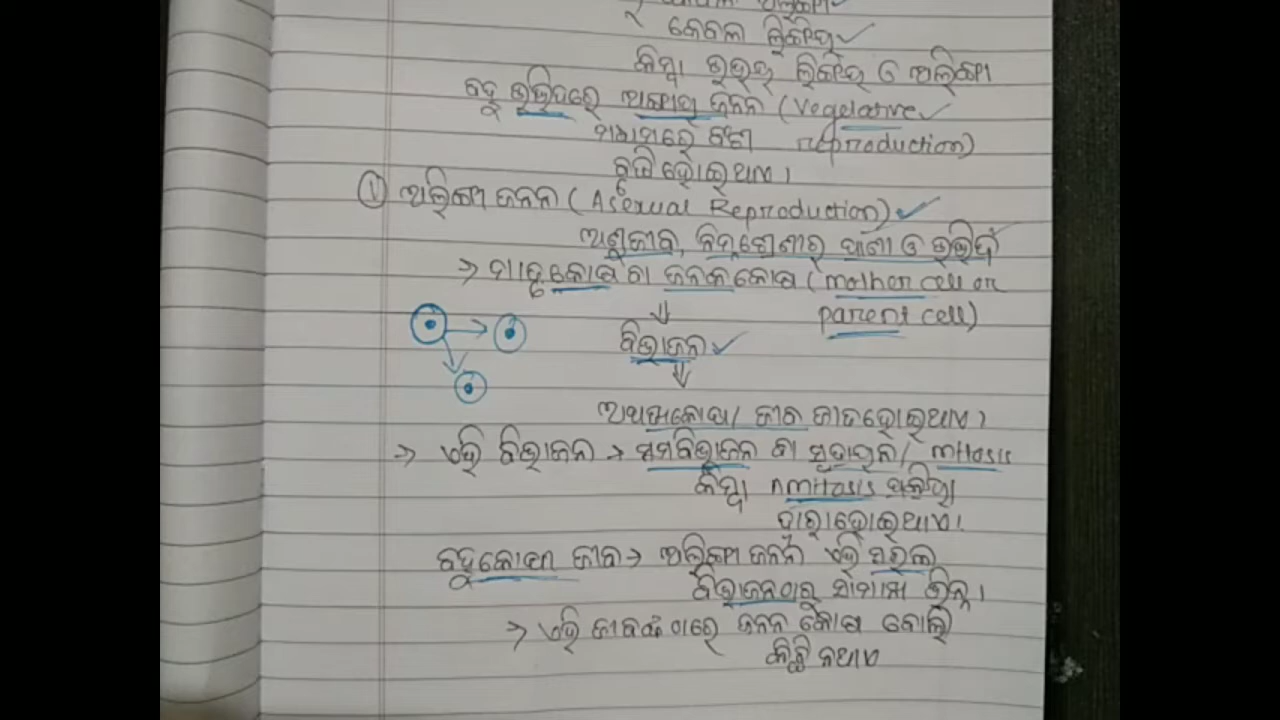 କେବଳ ଲିଙ୍ଗୀୟ
କିମ୍ବା ଉଭୟ ଲିଙ୍ଗୀୟ ଓ ଅଲିଙ୍ଗୀ
ବହୁ ଉଦ୍ଭିଦରେ ଅଙ୍ଗୀୟ ଜନନ (Vegetative
ମାଧ୍ୟମରେ ବଂଶ reproduction)
ବୃଦ୍ଧି ହୋଇଥାଏ।
① ଅଲିଙ୍ଗୀ ଜନନ (Asexual Reproduction)
ଅଣୁଜୀବ, ନିମ୍ନଶ୍ରେଣୀର ପ୍ରାଣୀ ଓ ଉଦ୍ଭିଦ
→ ମାତୃକୋଷ ବା ଜନକ କୋଷ (mother cell or
parent cell)
ବିଭାଜନ
ଅପତ୍ୟକୋଷ/ ଜୀବ ଜାତହୋଇଥାଏ।
→ ଏହି ବିଭାଜନ → ସମବିଭାଜନ ବା ସୂତ୍ରାୟନ/ mitosis
କିମ୍ବା Amitosis ପ୍ରକ୍ରିୟା
ଦ୍ୱାରା ହୋଇଥାଏ।
ବହୁକୋଷୀ ଜୀବ → ଅଲିଙ୍ଗୀ ଜନନ ଏହି ସରଳ
ବିଭାଜନଠାରୁ ସାମାନ୍ୟ ଭିନ୍ନ।
→ ଏହି ଜୀବଙ୍କ ଠାରେ ଜନନ କୋଷ ବୋଲି
କିଛି ନଥାଏ